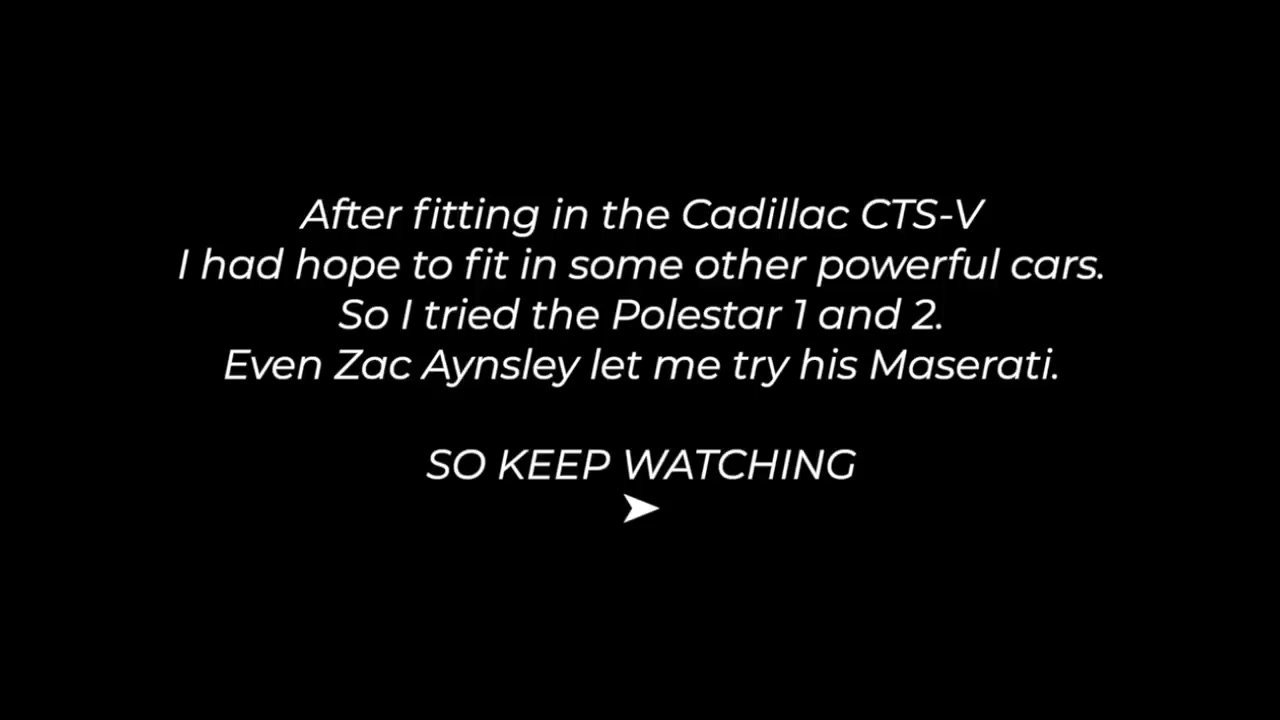 After fitting in the Cadillac CTS-V
I had hope to fit in some other powerful cars.
So I tried the Polestar 1 and 2.
Even Zac Aynsley let me try his Maserati.
SO KEEP WATCHING